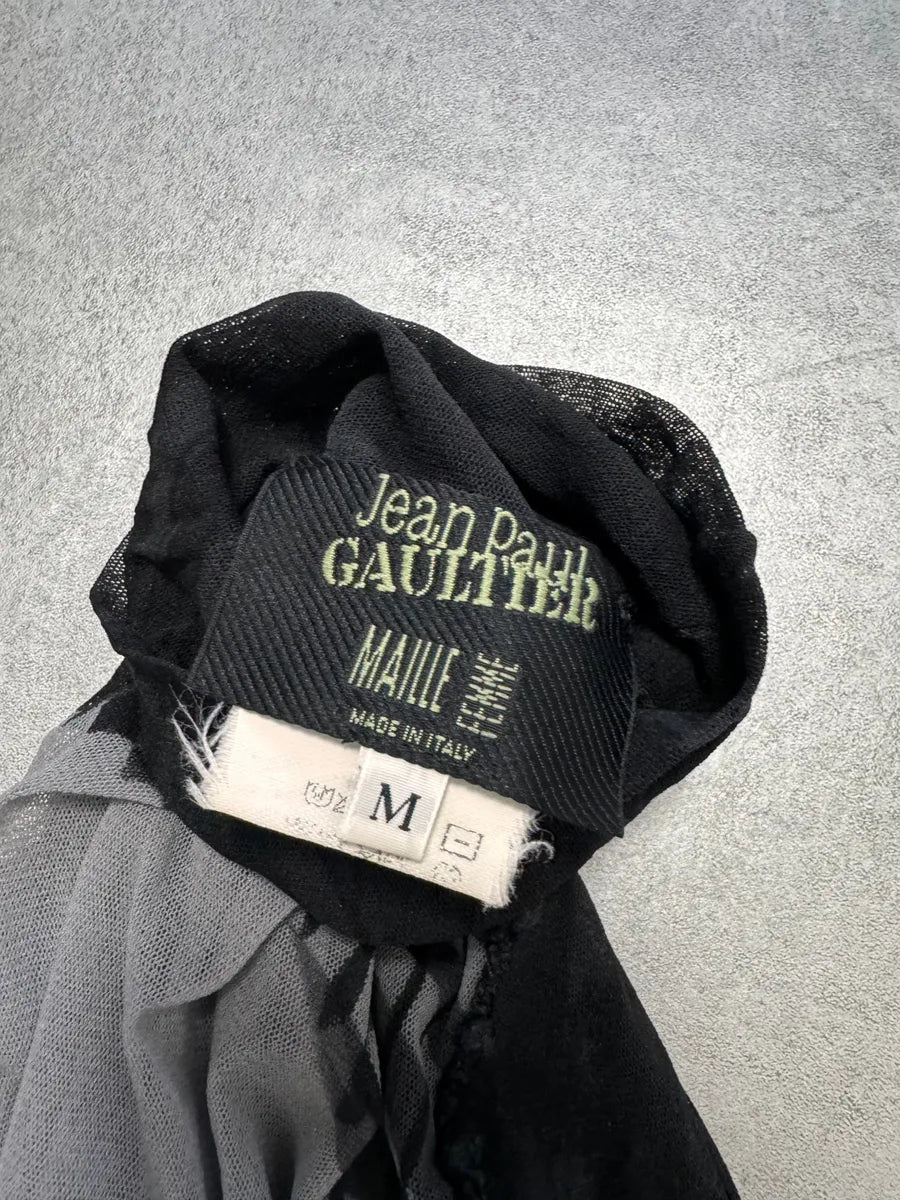 Jean Paul
GAULTIER
MAILLE
FEMME
MADE IN ITALY
M